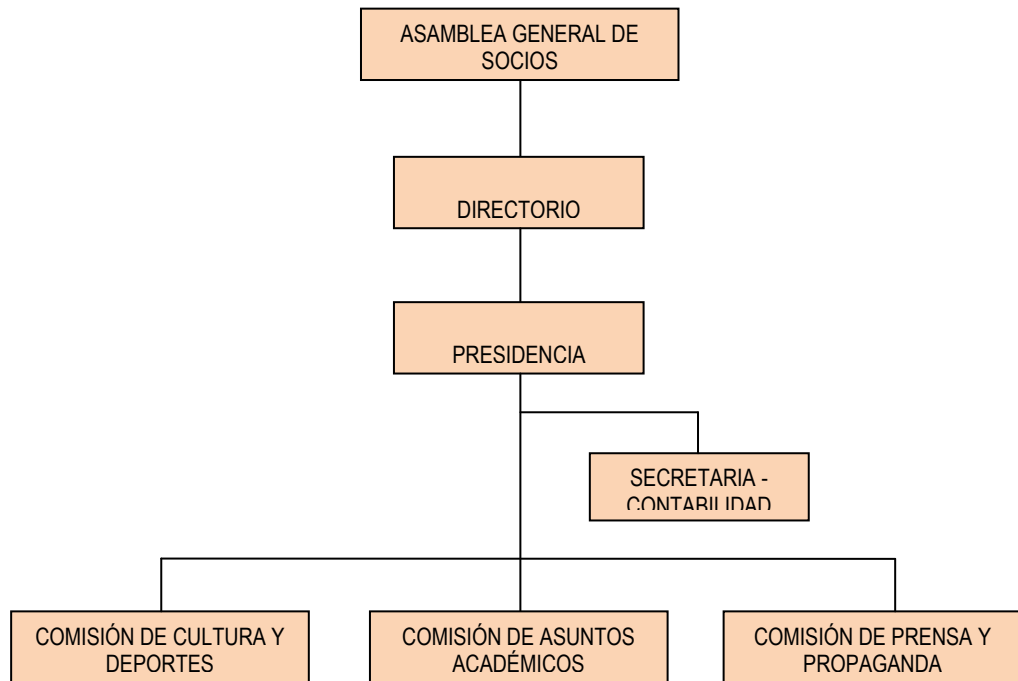 ASAMBLEA GENERAL DE
SOCIOS
DIRECTORIO
PRESIDENCIA
SECRETARIA -
CONTABILIDAD
COMISIÓN DE CULTURA Y
DEPORTES
COMISIÓN DE ASUNTOS
ACADÉMICOS
COMISIÓN DE PRENSA Y
PROPAGANDA